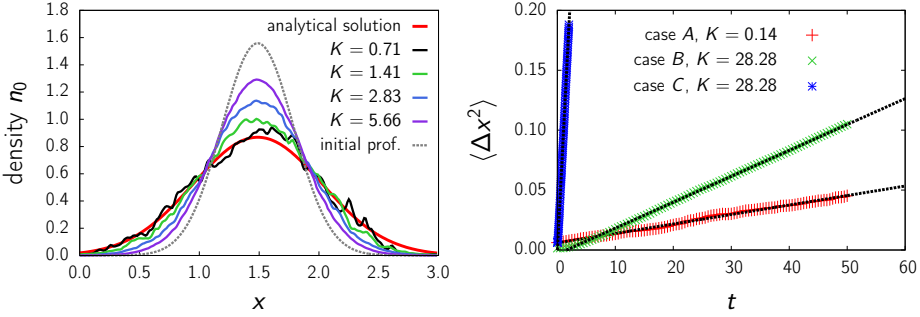 density n₀
1.8
1.6
1.4
1.2
1.0
0.8
0.6
0.4
0.2
0.0
analytical solution
K = 0.71
K = 1.41
K = 2.83
K = 5.66
initial prof.
0.0 0.5 1.0 1.5 2.0 2.5 3.0
x
⟨Δx²⟩
0.20
0.15
0.10
0.05
0.00
case A, K = 0.14
case B, K = 28.28
case C, K = 28.28
0 10 20 30 40 50 60
t